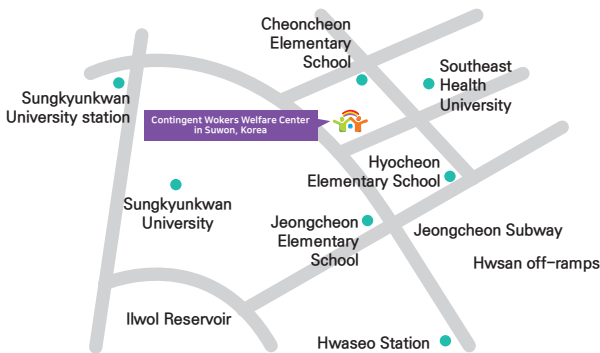 Cheoncheon
Elementary
School
Southeast
Health
University
Sungkyunkwan
University station
Contingent Wokers Welfare Center
in Suwon, Korea
Hyocheon
Elementary School
Sungkyunkwan
University
Jeongcheon
Elementary
School
Jeongcheon Subway
Hwsan off-ramps
Ilwol Reservoir
Hwaseo Station